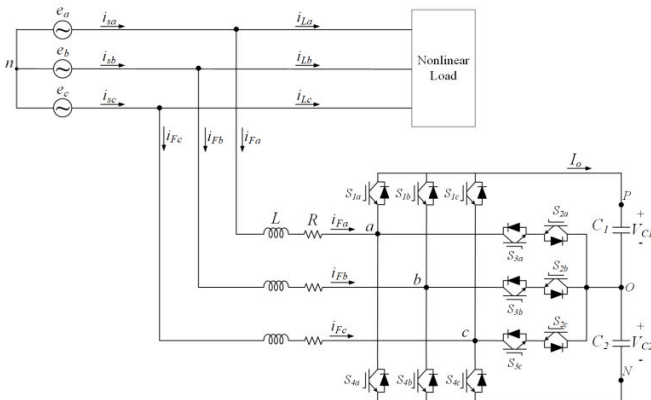 e_a
i_sa
i_La
n
e_b
i_sb
i_Lb
Nonlinear
Load
e_c
i_sc
i_Lc
i_Fc
i_Fb
i_Fa
I_o
S_1a
S_1b
S_1c
P
L
R
i_Fa
a
S_2a
S_3a
C_1
+
V_C1
-
i_Fb
b
S_2b
S_3b
O
i_Fc
c
S_2c
S_3c
C_2
+
V_C2
-
S_4a
S_4b
S_4c
N